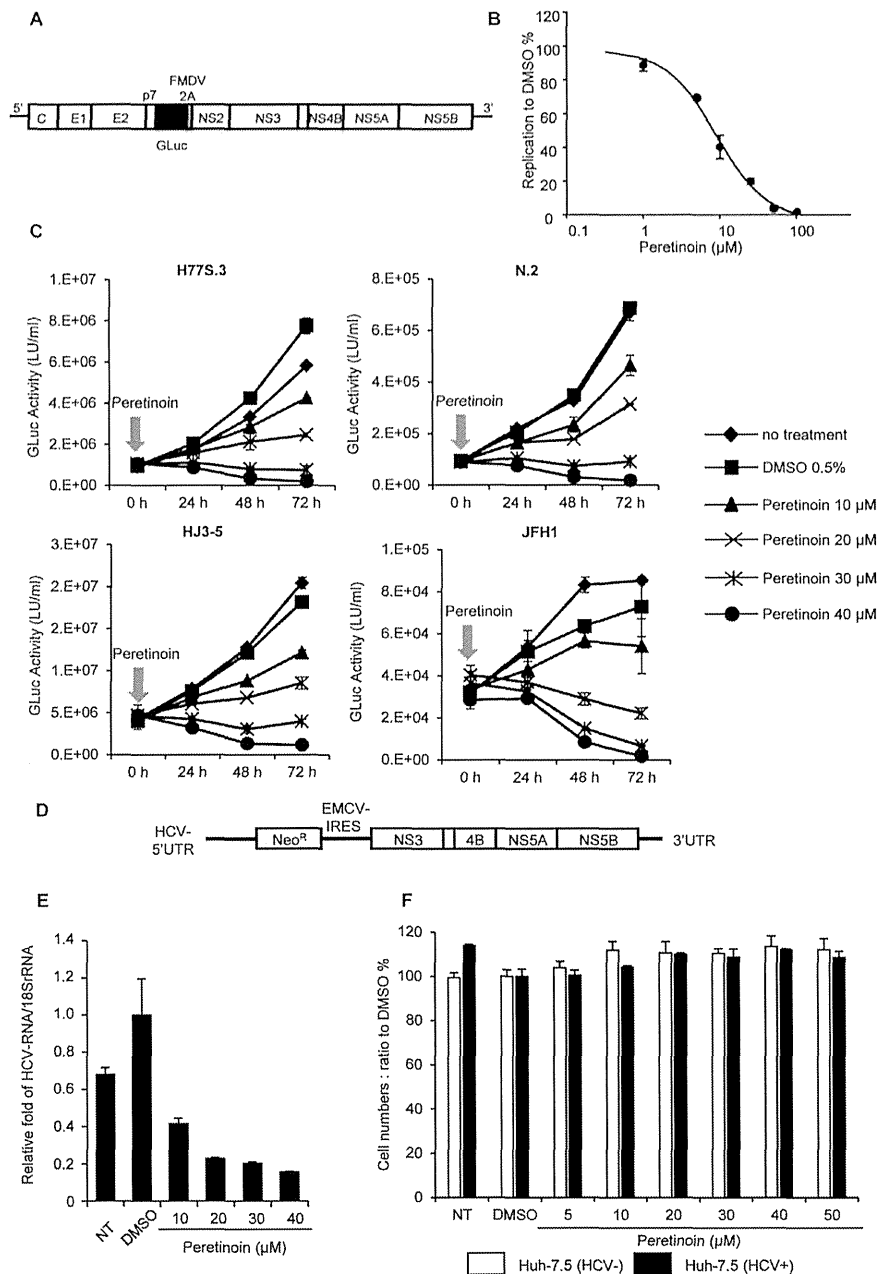 A
FMDV
p7
2A
5'
3'
C
E1
E2
NS2
NS3
NS4B
NS5A
NS5B
GLuc
B
Replication to DMSO %
120
100
80
60
40
20
0
0.1
1
10
100
Peretinoin (µM)
C
H77S.3
GLuc Activity (LU/ml)
1.E+07
8.E+06
6.E+06
4.E+06
2.E+06
0.E+00
Peretinoin
0 h
24 h
48 h
72 h
N.2
GLuc Activity (LU/ml)
8.E+05
6.E+05
4.E+05
2.E+05
0.E+00
Peretinoin
0 h
24 h
48 h
72 h
HJ3-5
GLuc Activity (LU/ml)
2.E+07
2.E+07
1.E+07
5.E+06
0.E+00
Peretinoin
0 h
24 h
48 h
72 h
JFH1
GLuc Activity (LU/ml)
1.E+05
8.E+04
6.E+04
4.E+04
2.E+04
0.E+00
Peretinoin
0 h
24 h
48 h
72 h
no treatment
DMSO 0.5%
Peretinoin 10 µM
Peretinoin 20 µM
Peretinoin 30 µM
Peretinoin 40 µM
D
EMCV-
IRES
HCV-
5'UTR
Neoᴿ
NS3
4B
NS5A
NS5B
3'UTR
E
Relative fold of HCV-RNA/18SrRNA
1.4
1.2
1.0
0.8
0.6
0.4
0.2
0
NT
DMSO
10
20
30
40
Peretinoin (µM)
F
Cell numbers : ratio to DMSO %
120
100
80
60
40
20
0
NT
DMSO
5
10
20
30
40
50
Peretinoin (µM)
Huh-7.5 (HCV-)
Huh-7.5 (HCV+)